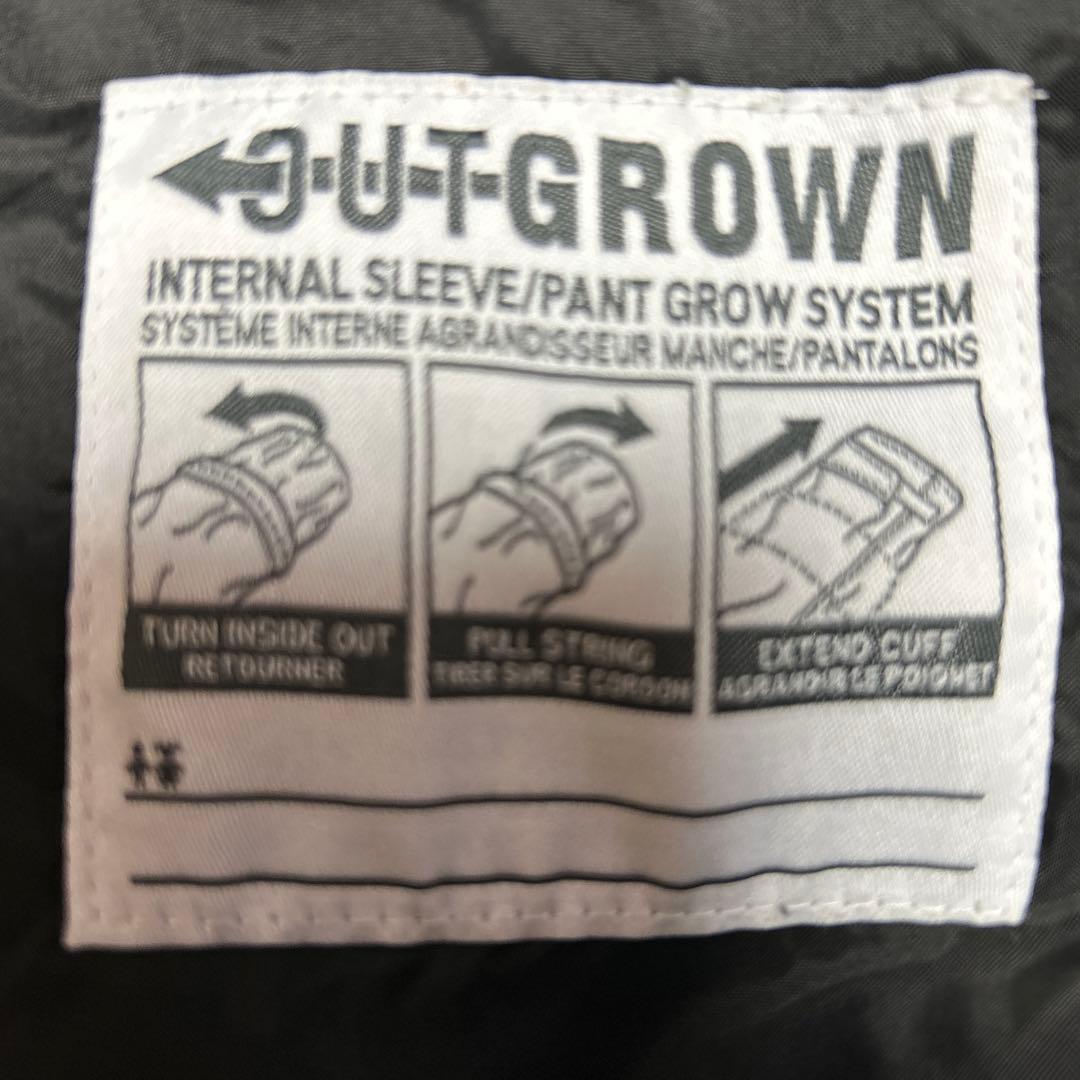 OUTGROWN
INTERNAL SLEEVE/PANT GROW SYSTEM
SYSTÈME INTERNE AGRANDISSEUR MANCHE/PANTALONS
TURN INSIDE OUT
RETOURNER
PULL STRING
TIRER SUR LE CORDON
EXTEND CUFF
AGRANDIR LE POIGNET